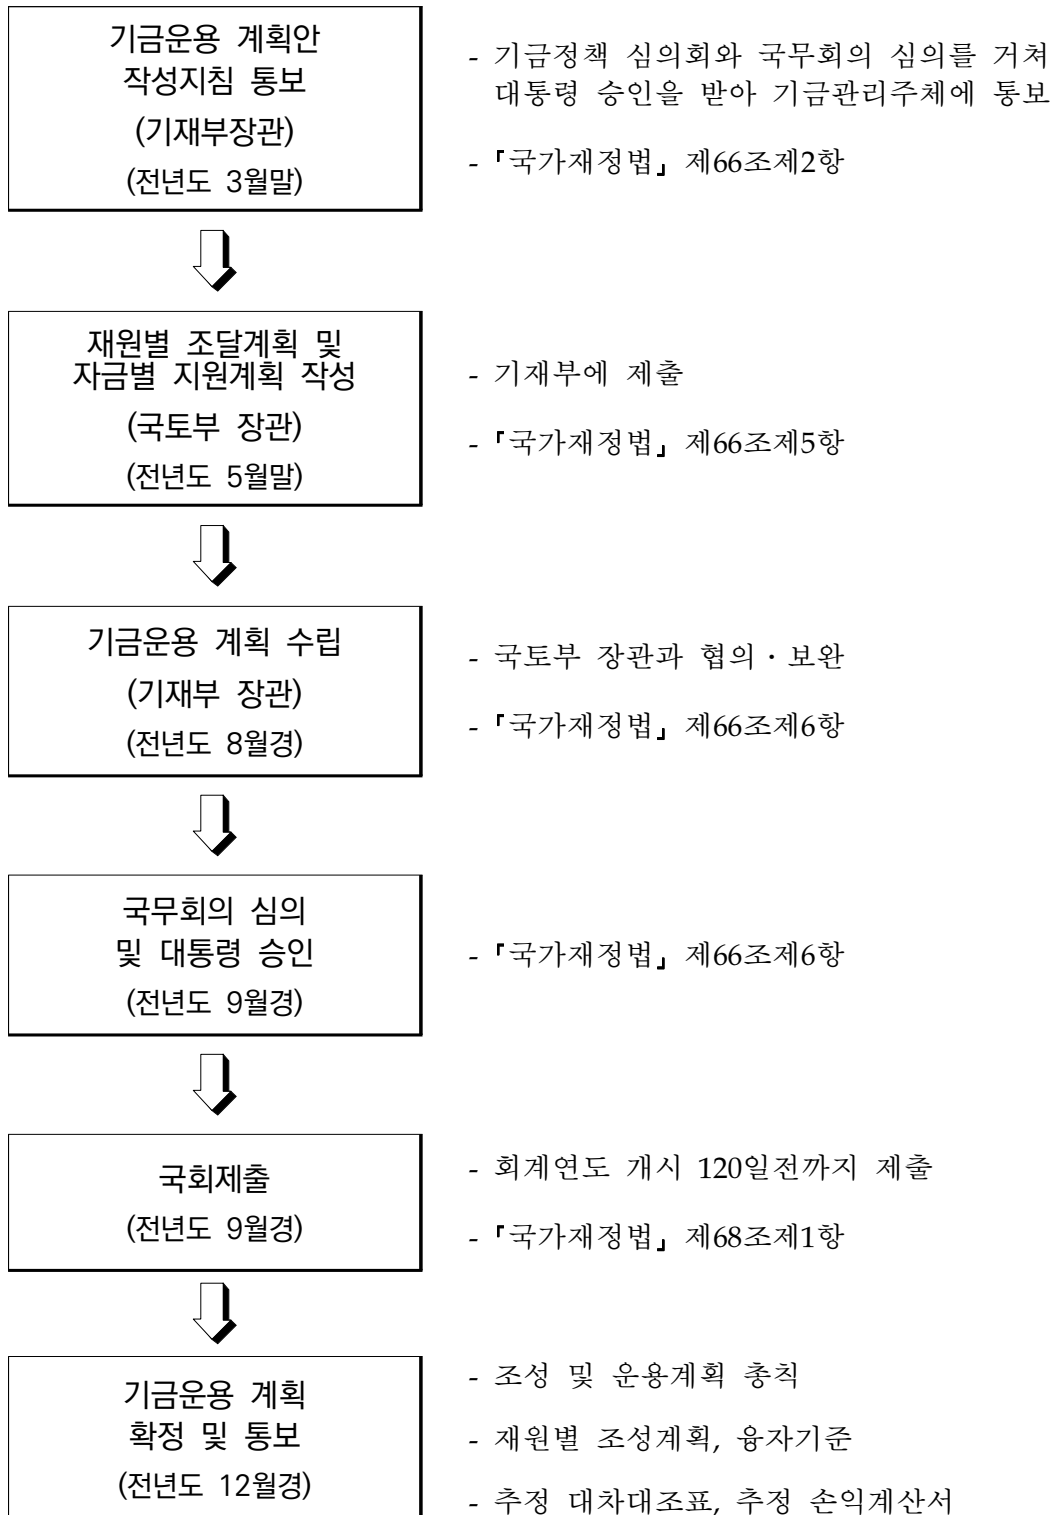 기금운용 계획안
작성지침 통보
(기재부장관)
(전년도 3월말)
- 기금정책 심의회와 국무회의 심의를 거쳐
대통령 승인을 받아 기금관리주체에 통보
-『국가재정법』제66조제2항
재원별 조달계획 및
자금별 지원계획 작성
(국토부 장관)
(전년도 5월말)
- 기재부에 제출
-『국가재정법』제66조제5항
기금운용 계획 수립
(기재부 장관)
(전년도 8월경)
- 국토부 장관과 협의・보완
-『국가재정법』제66조제6항
국무회의 심의
및 대통령 승인
(전년도 9월경)
-『국가재정법』제66조제6항
국회제출
(전년도 9월경)
- 회계연도 개시 120일전까지 제출
-『국가재정법』제68조제1항
기금운용 계획
확정 및 통보
(전년도 12월경)
- 조성 및 운용계획 총칙
- 재원별 조성계획, 융자기준
- 추정 대차대조표, 추정 손익계산서